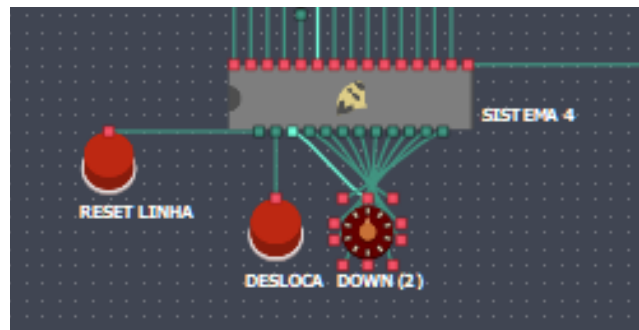 SISTEMA 4
RESET LINHA
DESLOCA
DOWN (2)